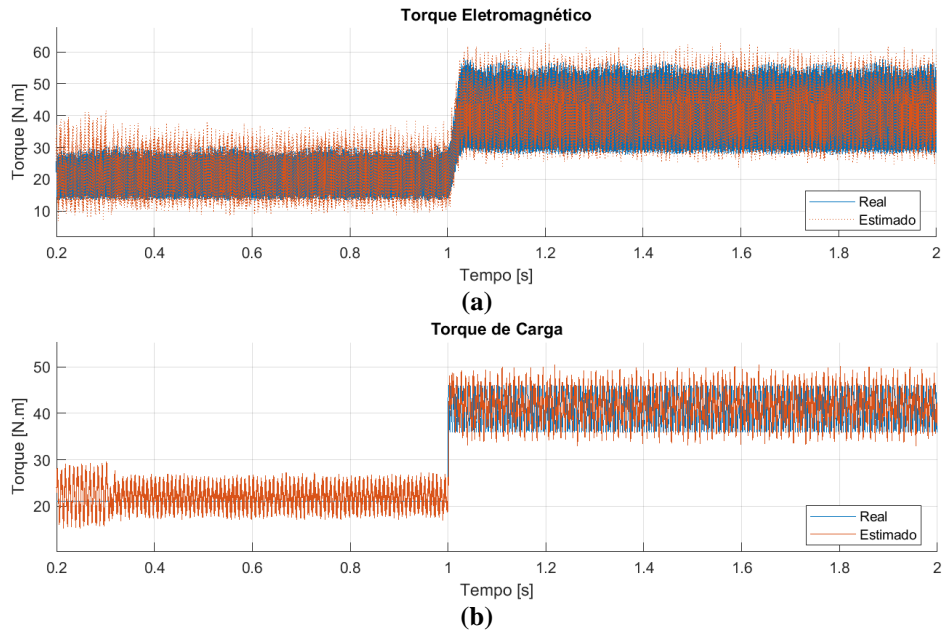 Torque Eletromagnético
Torque [N.m]
60
50
40
30
20
10
Real
Estimado
0.2 0.4 0.6 0.8 1 1.2 1.4 1.6 1.8 2
Tempo [s]
(a)
Torque de Carga
Torque [N.m]
50
40
30
20
Real
Estimado
0.2 0.4 0.6 0.8 1 1.2 1.4 1.6 1.8 2
Tempo [s]
(b)